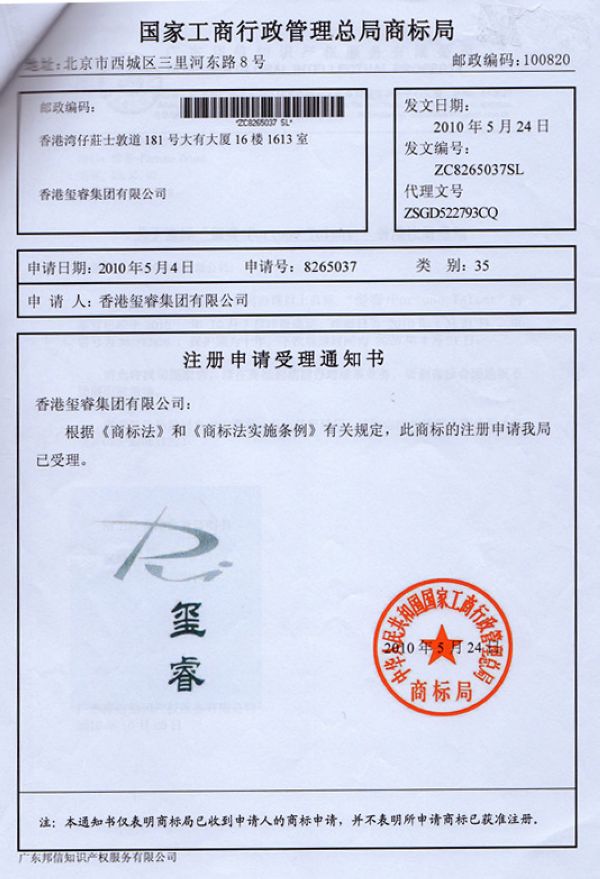 国家工商行政管理总局商标局
地址:北京市西城区三里河东路8号
邮政编码:100820
邮政编码:
*ZC8265037 SL*
香港湾仔莊士敦道181号大有大厦16楼1613室
香港玺睿集团有限公司
发文日期:
2010年5月24日
发文编号:
ZC8265037SL
代理文号
ZSGD522793CQ
申请日期:2010年5月4日 申请号:8265037 类 别:35
申 请 人:香港玺睿集团有限公司
注册申请受理通知书
香港玺睿集团有限公司:
根据《商标法》和《商标法实施条例》有关规定,此商标的注册申请我局
已受理。
Rui
玺
睿
中华人民共和国国家工商行政管理总局
2010年5月24日
商标局
注:本通知书仅表明商标局已收到申请人的商标申请,并不表明所申请商标已获准注册.
广东邦信知识产权服务有限公司